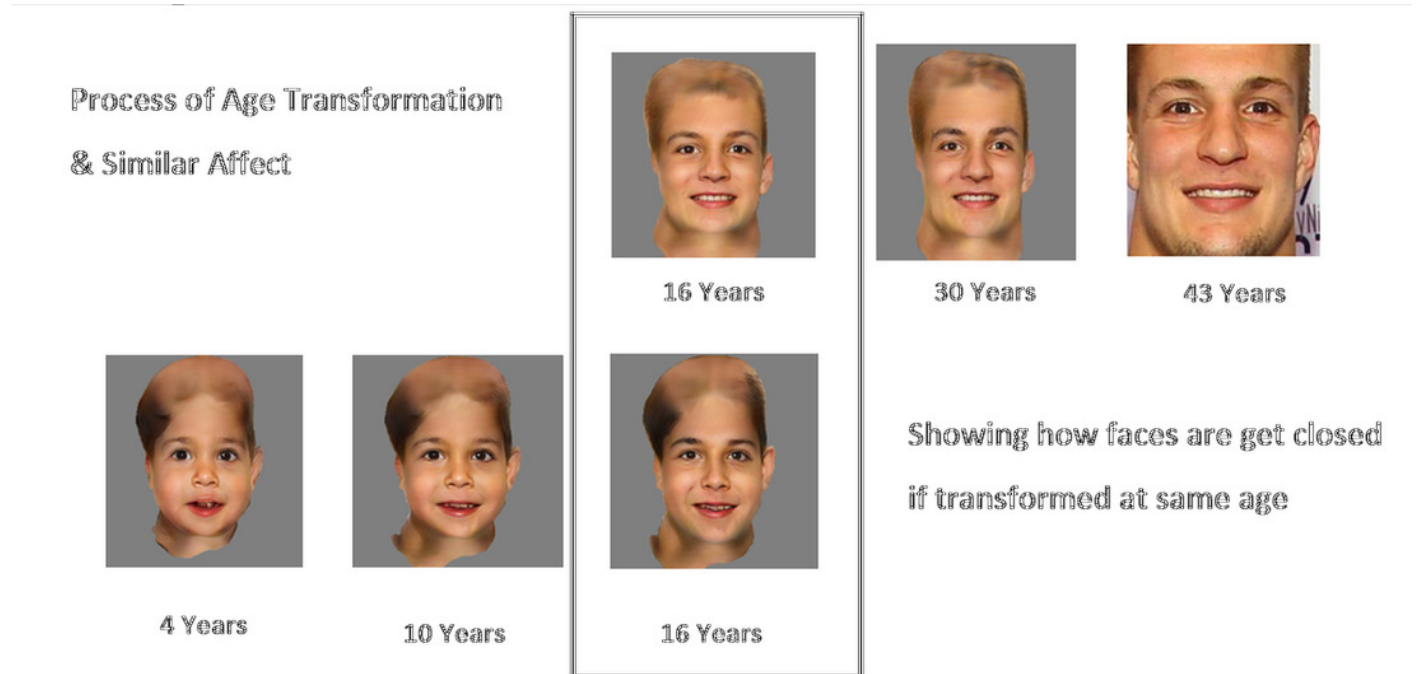 Process of Age Transformation
& Similar Affect
16 Years
30 Years
43 Years
4 Years
10 Years
16 Years
Showing how faces are get closed
if transformed at same age